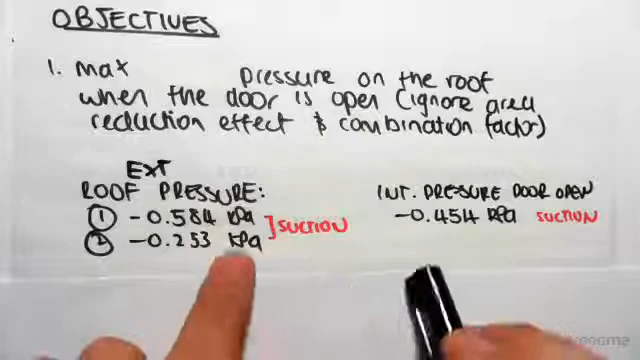 OBJECTIVES
1. max pressure on the roof
when the door is open (ignore area
reduction effect & combination factor)
EXT
ROOF PRESSURE:
① -0.584 kPa
② -0.253 kPa
]SUCTION
INT. PRESSURE DOOR OPEN
-0.454 kPa SUCTION